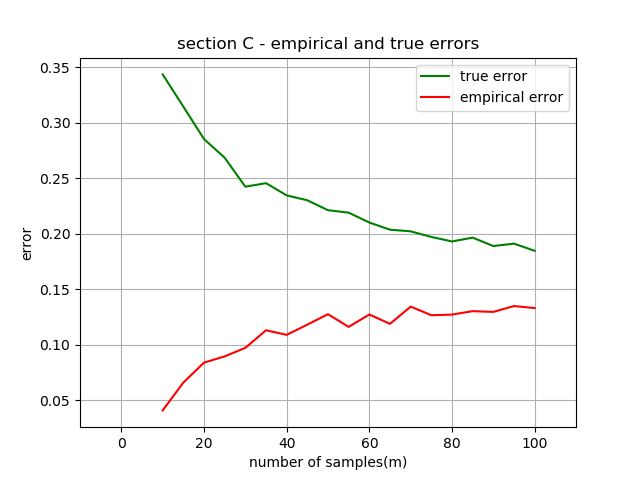 section C - empirical and true errors
true error
empirical error
error
0.35
0.30
0.25
0.20
0.15
0.10
0.05
0 20 40 60 80 100
number of samples(m)